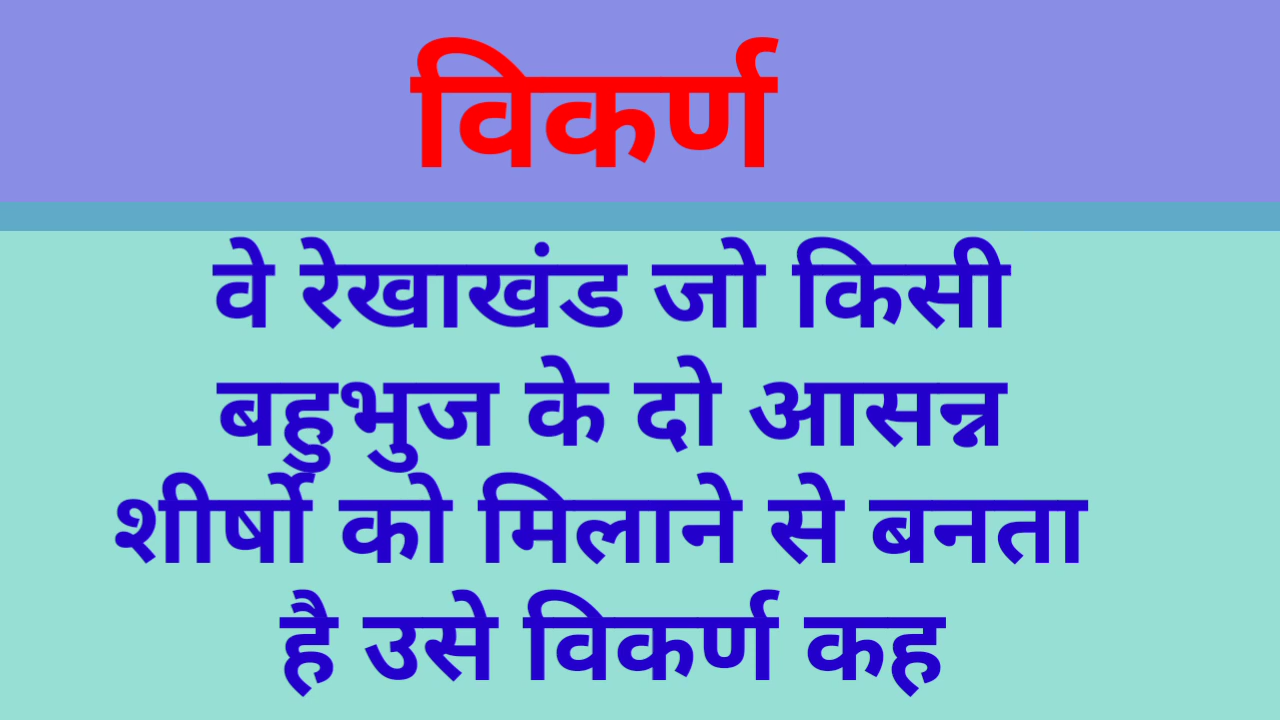 विकर्ण
वे रेखाखंड जो किसी
बहुभुज के दो आसन्न
शीर्षो को मिलाने से बनता
है उसे विकर्ण कह